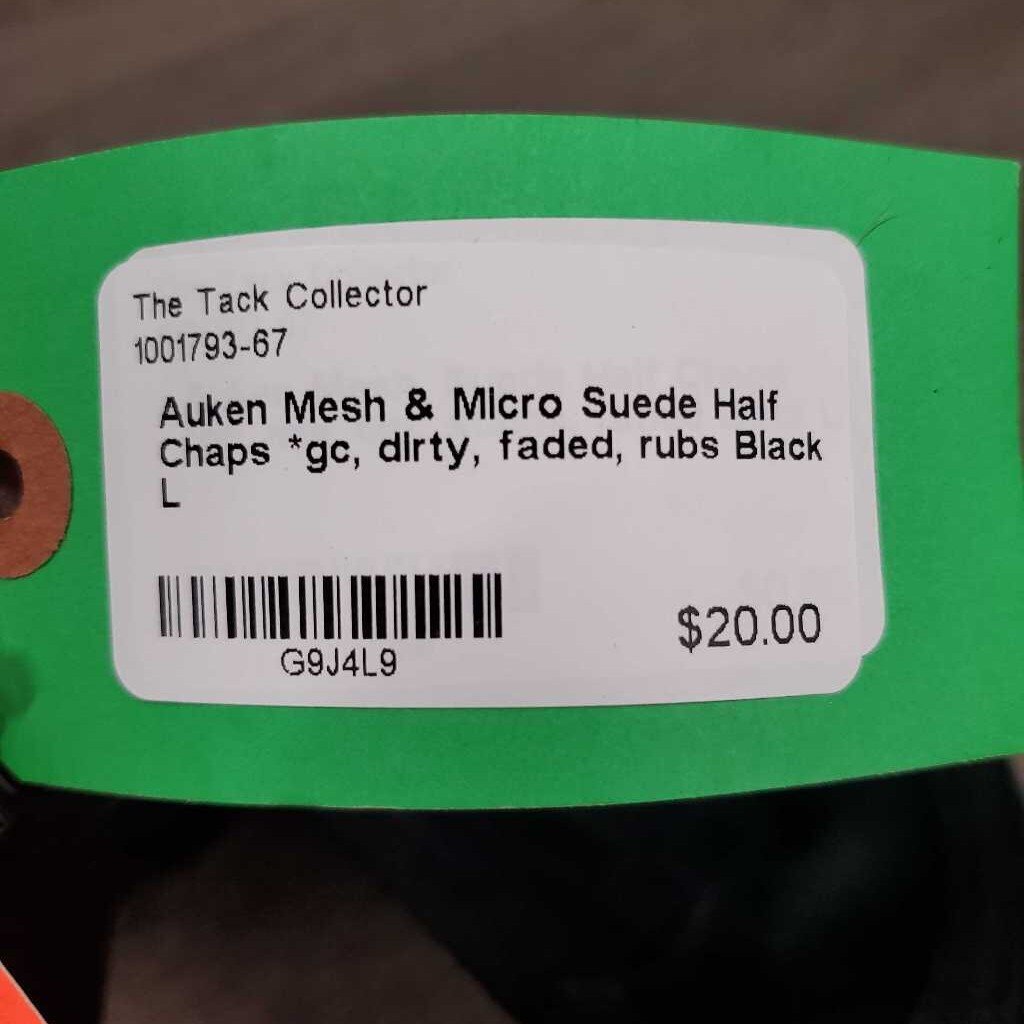 The Tack Collector
1001793-67
Auken Mesh & Micro Suede Half
Chaps *gc, dirty, faded, rubs Black
L
G9J4L9
$20.00